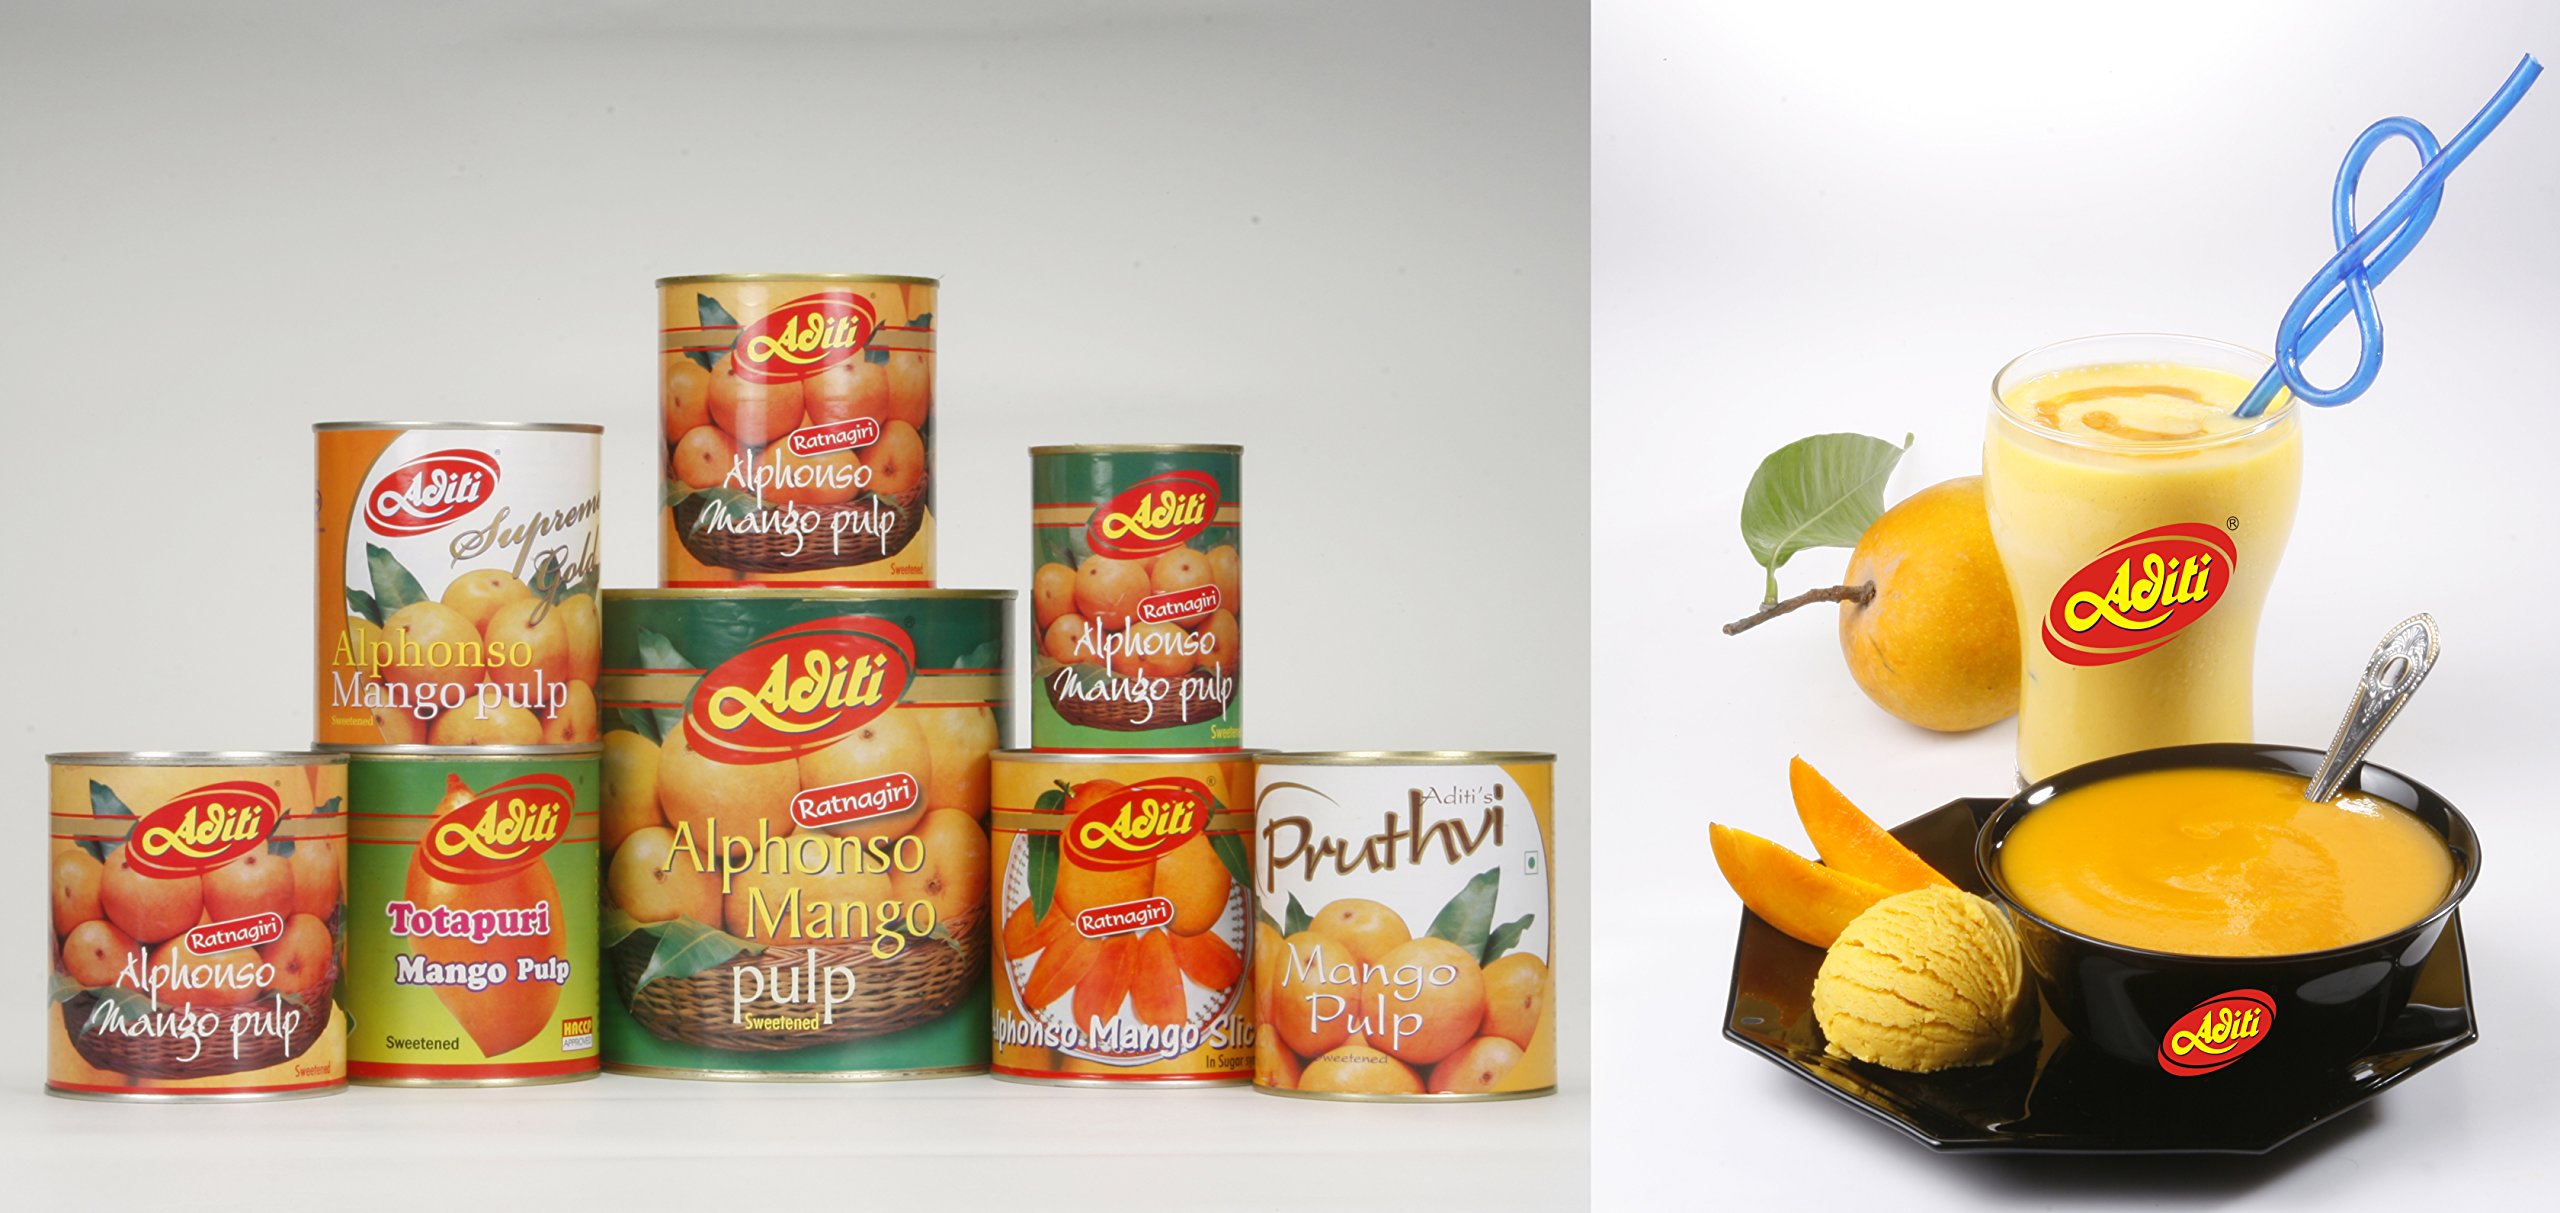 Aditi
Ratnagiri
Alphonso
Mango pulp
Sweetened
Aditi
Supreme
Gold
Alphonso
Mango pulp
Sweetened
Aditi
Ratnagiri
Alphonso
Mango pulp
Sweetene
Aditi
Ratnagiri
Alphonso
Mango pulp
Sweetened
Aditi
Totapuri
Mango Pulp
Sweetened
HACCP
APPROVED
Aditi
®
Ratnagiri
Alphonso
Mango
pulp
Sweetened
Aditi
®
Ratnagiri
lphonso Mango Slic
In Sugar sy
Aditi's
Pruthvi
Mango
Pulp
Sweetened
Aditi
®
Aditi